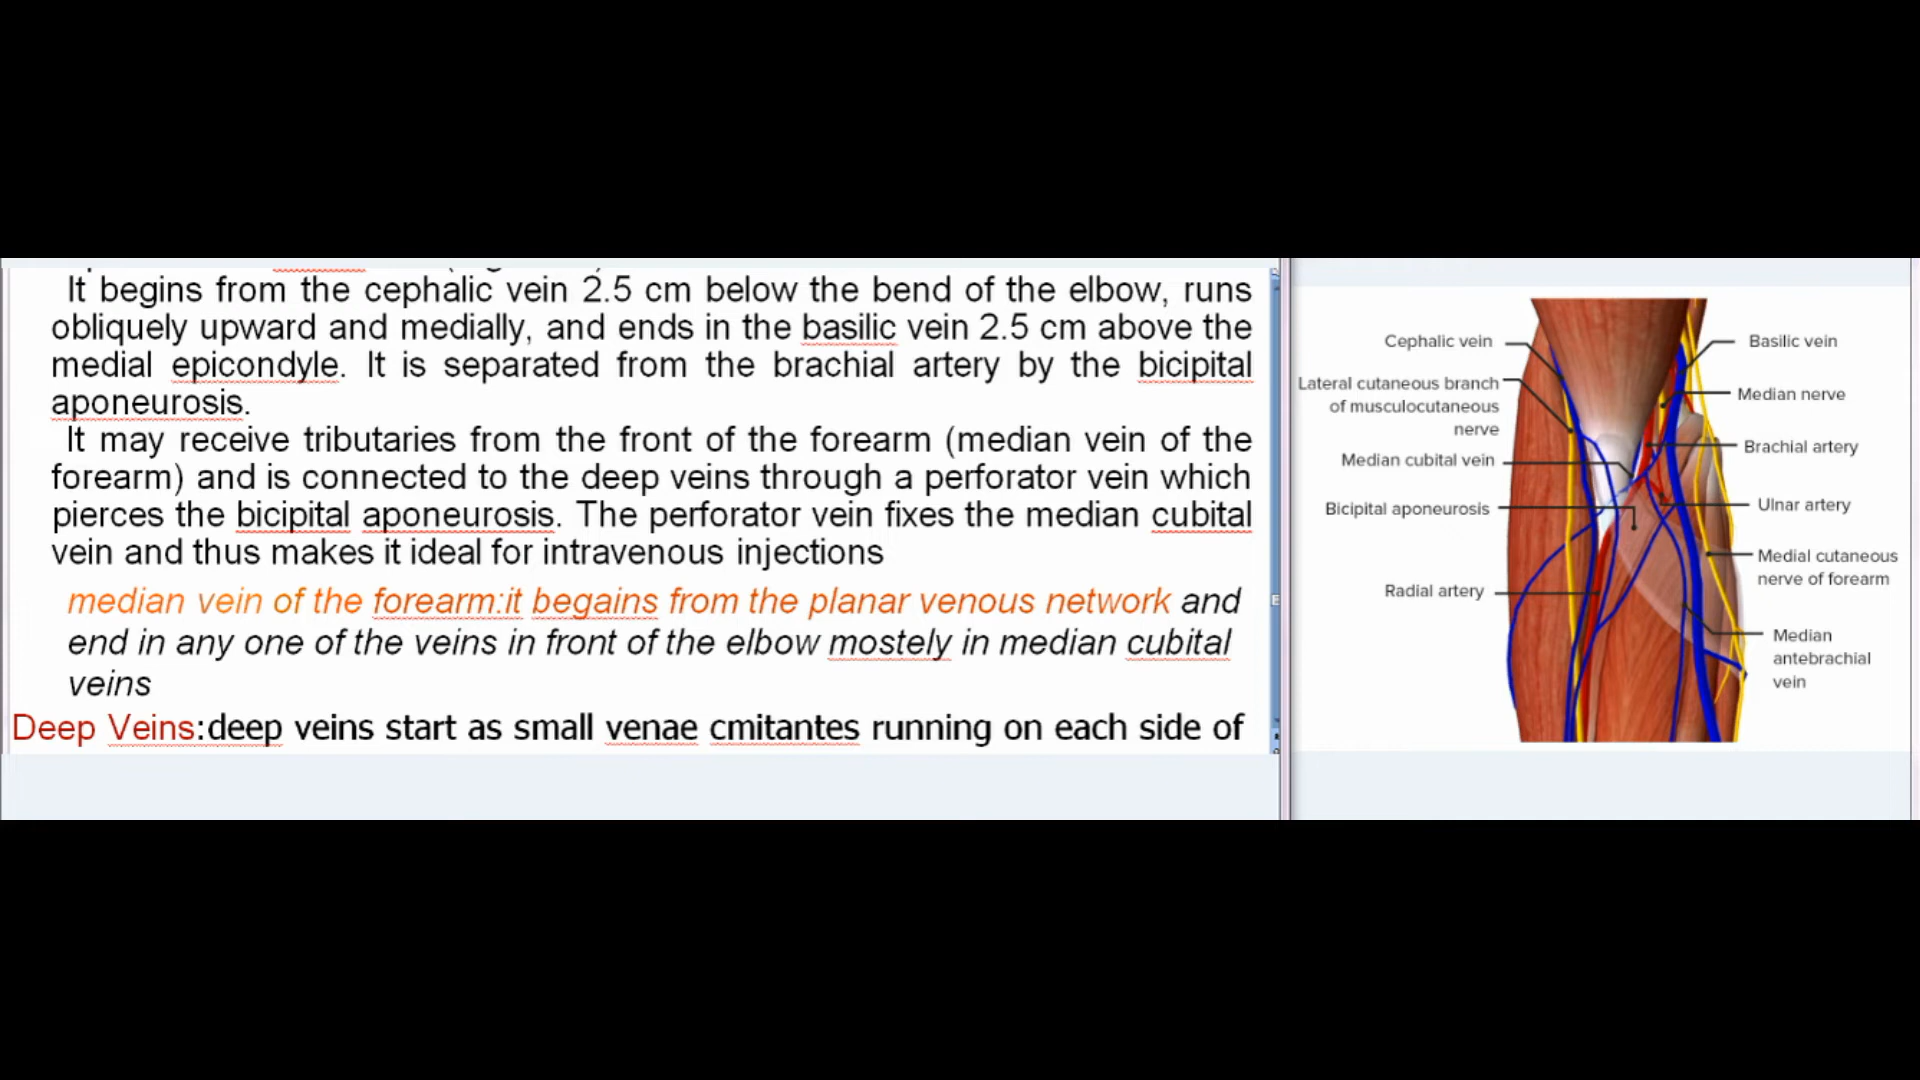 It begins from the cephalic vein 2.5 cm below the bend of the elbow, runs
obliquely upward and medially, and ends in the basilic vein 2.5 cm above the
medial epicondyle. It is separated from the brachial artery by the bicipital
aponeurosis.
It may receive tributaries from the front of the forearm (median vein of the
forearm) and is connected to the deep veins through a perforator vein which
pierces the bicipital aponeurosis. The perforator vein fixes the median cubital
vein and thus makes it ideal for intravenous injections
median vein of the forearm:it begains from the planar venous network and
end in any one of the veins in front of the elbow mostely in median cubital
veins
Deep Veins:deep veins start as small venae cmitantes running on each side of
Cephalic vein
Lateral cutaneous branch
of musculocutaneous
nerve
Median cubital vein
Bicipital aponeurosis
Radial artery
Basilic vein
Median nerve
Brachial artery
Ulnar artery
Medial cutaneous
nerve of forearm
Median
antebrachial
vein